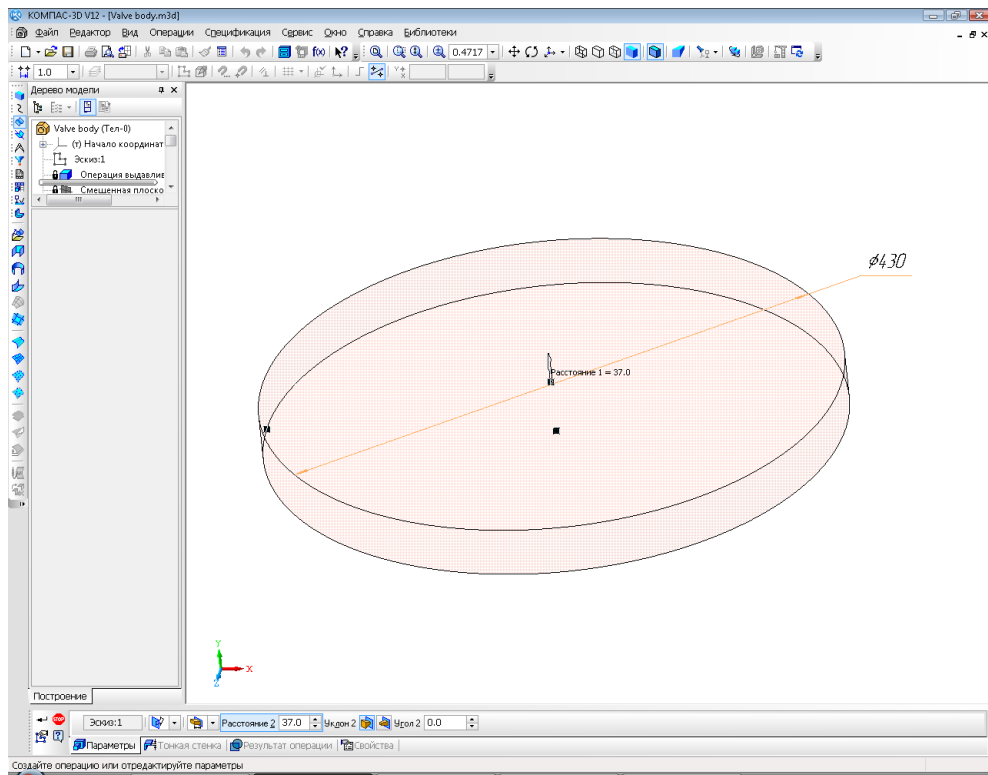 КОМПАС-3D V12 - [Valve body.m3d]
Файл Редактор Вид Операции Спецификация Сервис Окно Справка Библиотеки
0.4717
1.0
Дерево модели
Valve body (Тел-0)
(т) Начало координат
Эскиз:1
Операция выдавлив
Смещенная плоско
ø430
Расстояние 1 = 37.0
Y
X
Z
Построение
Эскиз:1 Расстояние 2 37.0 Уклон 2 Угол 2 0.0
Параметры Тонкая стенка Результат операции Свойства
Создайте операцию или отредактируйте параметры